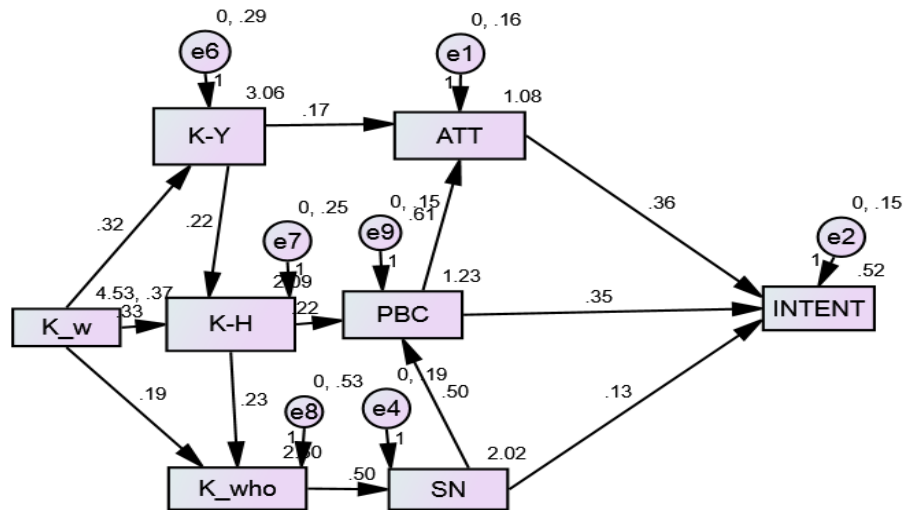 0, .29
0, .16
e6
e1
1
1
3.06
1.08
.17
K-Y
ATT
.36
.32
.22
0, .25
0, .15
.61
0, .15
e7
e9
e2
1
1
1
.52
4.53, .37
2.09
1.23
.33
.22
.35
K_w
K-H
PBC
INTENT
.19
.23
0, .53
0, .19
.50
.13
e8
e4
1
1
2.02
K_who
.50
SN